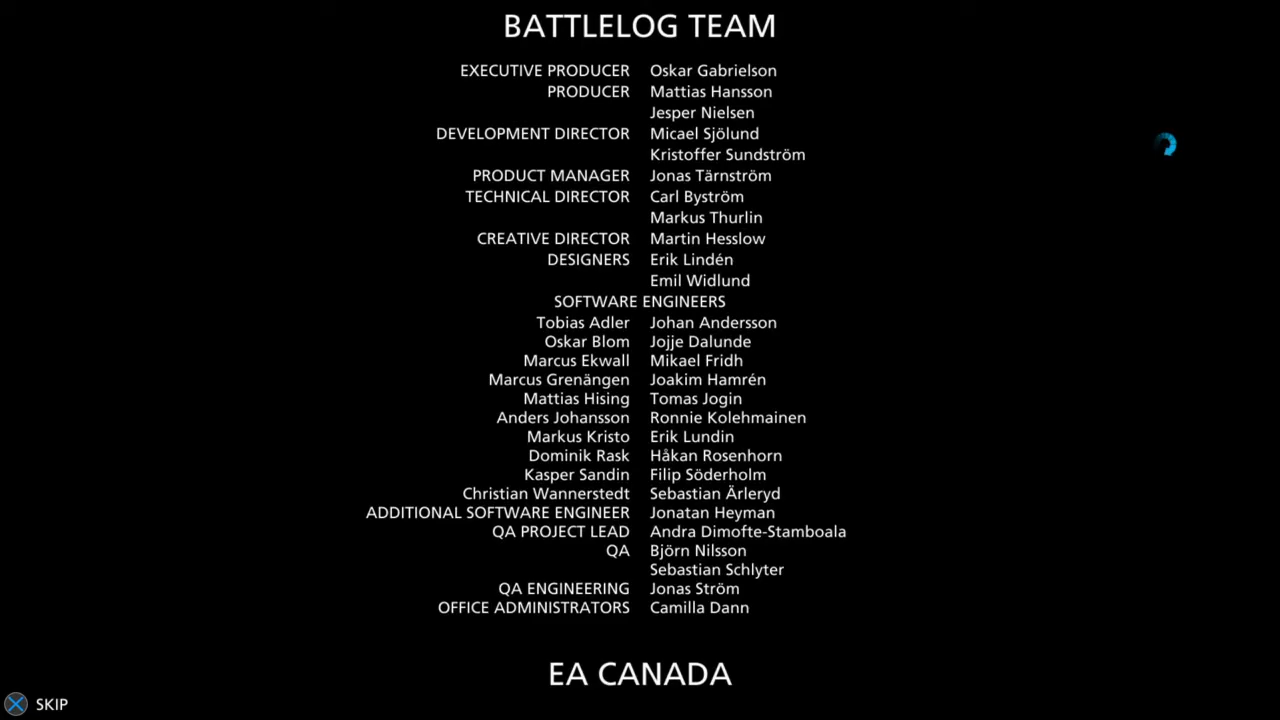 BATTLELOG TEAM
EXECUTIVE PRODUCER Oskar Gabrielson
PRODUCER Mattias Hansson
Jesper Nielsen
DEVELOPMENT DIRECTOR Micael Sjölund
Kristoffer Sundström
PRODUCT MANAGER Jonas Tärnström
TECHNICAL DIRECTOR Carl Byström
Markus Thurlin
CREATIVE DIRECTOR Martin Hesslow
DESIGNERS Erik Lindén
Emil Widlund
SOFTWARE ENGINEERS
Tobias Adler Johan Andersson
Oskar Blom Jojje Dalunde
Marcus Ekwall Mikael Fridh
Marcus Grenängen Joakim Hamrén
Mattias Hising Tomas Jogin
Anders Johansson Ronnie Kolehmainen
Markus Kristo Erik Lundin
Dominik Rask Håkan Rosenhorn
Kasper Sandin Filip Söderholm
Christian Wannerstedt Sebastian Ärleryd
ADDITIONAL SOFTWARE ENGINEER Jonatan Heyman
QA PROJECT LEAD Andra Dimofte-Stamboala
QA Björn Nilsson
Sebastian Schlyter
QA ENGINEERING Jonas Ström
OFFICE ADMINISTRATORS Camilla Dann
EA CANADA
SKIP